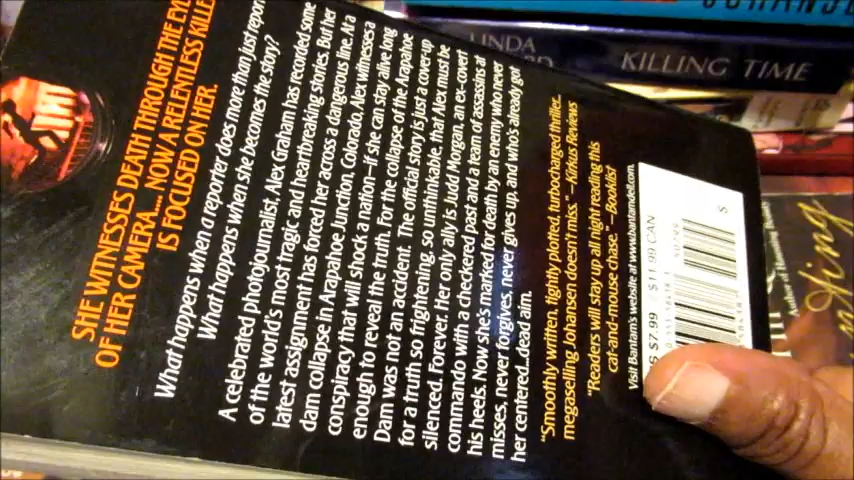 SHE WITNESSES DEATH THROUGH THE EYE
OF HER CAMERA.... NOW A RELENTLESS KILLE
IS FOCUSED ON HER.
What happens when a reporter does more than just repor
What happens when she becomes the story?
A celebrated photojournalist, Alex Graham has recorded some
of the world's most tragic and heartbreaking stories. But her
latest assignment has forced her across a dangerous line. At a
dam collapse in Arapahoe Junction, Colorado, Alex witnesses a
conspiracy that will shock a nation—if she can stay alive long
enough to reveal the truth. For the collapse of the Arapahoe
Dam was not an accident. The official story is just a cover-up
for a truth so frightening, so unthinkable, that Alex must be
silenced. Forever. Her only ally is Judd Morgan, an ex-covert
commando with a checkered past and a team of assassins at
his heels. Now she's marked for death by an enemy who never
misses, never forgives, never gives up, and who's already got
her centered...dead aim.
"Smoothly written, tightly plotted, turbocharged thriller...
megaselling Johansen doesn't miss." —Kirkus Reviews
"Readers will stay up all night reading this
cat-and-mouse chase." —Booklist
Visit Bantam's website at www.bantamdell.com.
S $7.99 $11.99 CAN
$
LINDA
KILLING TIME
Author of